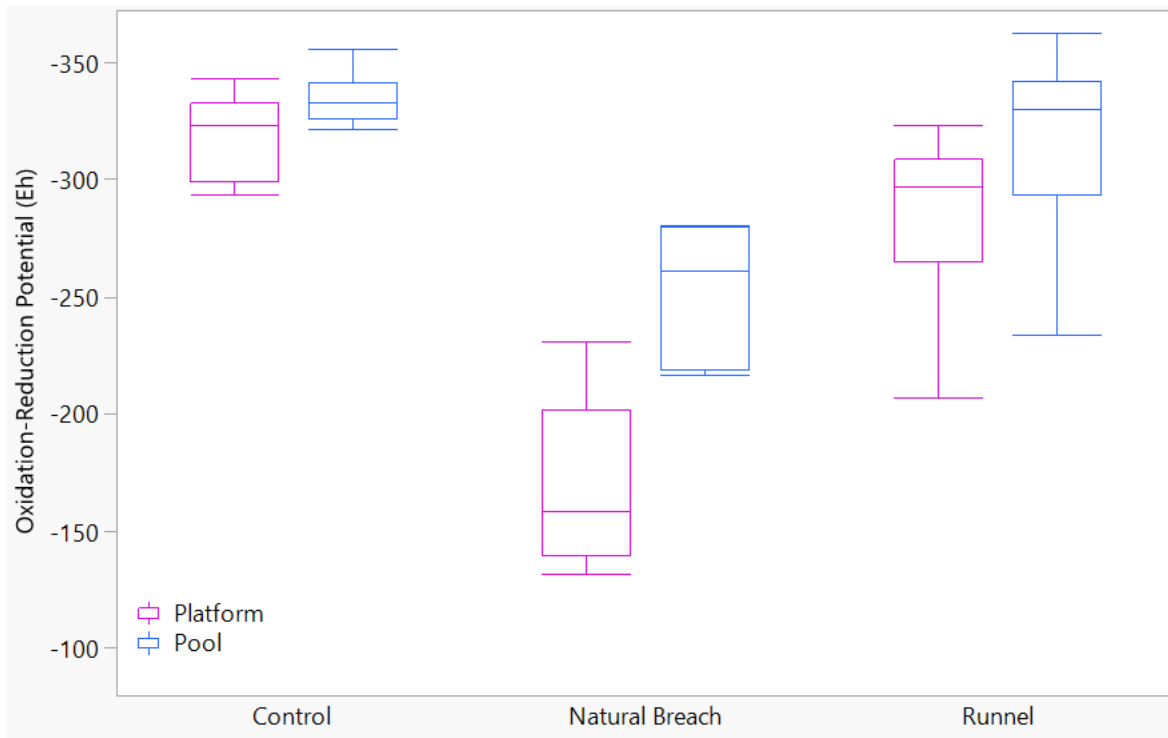 Oxidation-Reduction Potential (Eh)
-350
-300
-250
-200
-150
-100
Platform
Pool
Control Natural Breach Runnel